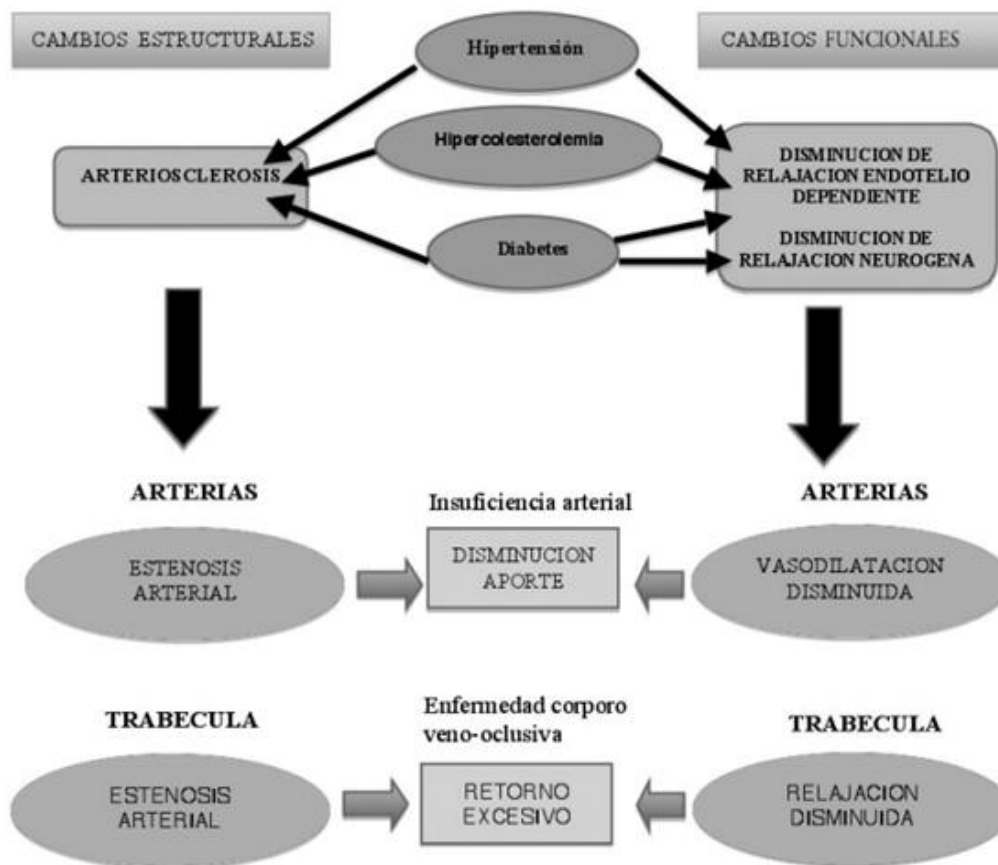 CAMBIOS ESTRUCTURALES
Hipertensión
CAMBIOS FUNCIONALES
Hipercolesterolemia
ARTERIOSCLEROSIS
DISMINUCION DE
RELAJACION ENDOTELIO
DEPENDIENTE
Diabetes
DISMINUCION DE
RELAJACION NEUROGENA
ARTERIAS
Insuficiencia arterial
ARTERIAS
ESTENOSIS
ARTERIAL
DISMINUCION
APORTE
VASODILATACION
DISMINUIDA
TRABECULA
Enfermedad corporo
veno-oclusiva
TRABECULA
ESTENOSIS
ARTERIAL
RETORNO
EXCESIVO
RELAJACION
DISMINUIDA